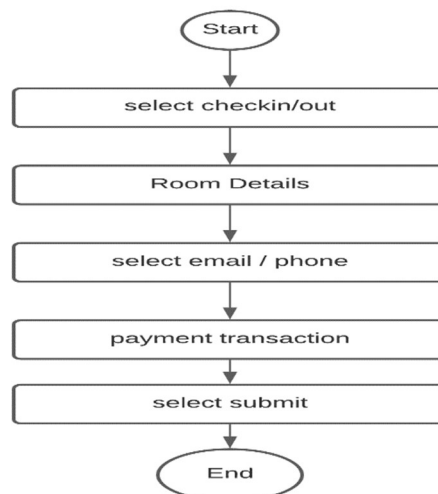 Start
select checkin/out
Room Details
select email / phone
payment transaction
select submit
End